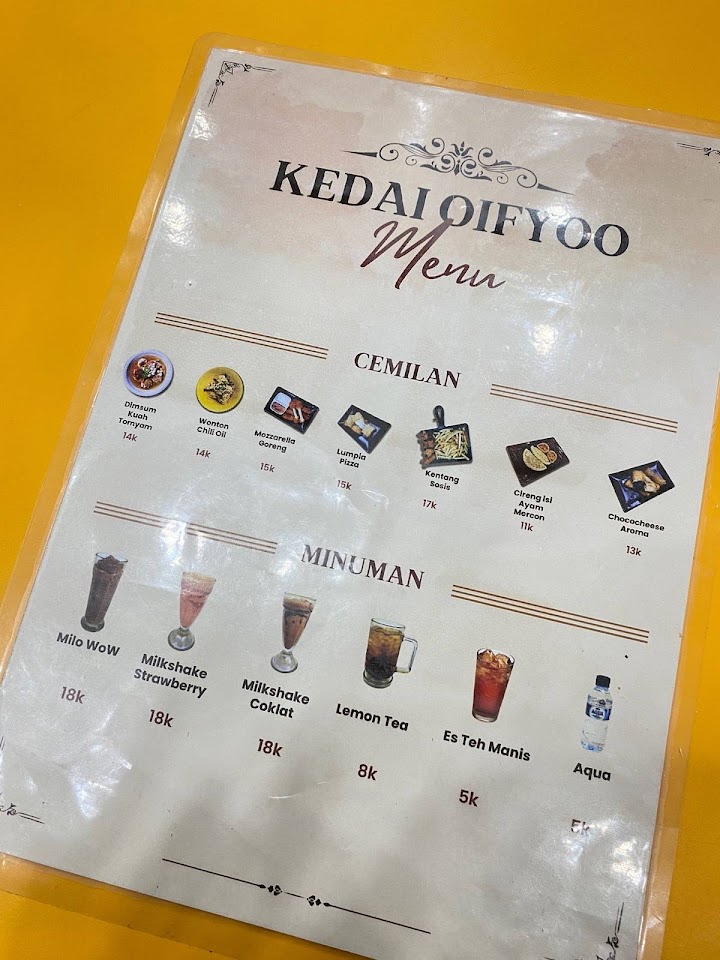 KEDAI OIFYOO
Menu
CEMILAN
Dimsum
Kuah
Tomyam
14k
Wonton
Chili Oil
14k
Mozzarella
Goreng
15k
Lumpia
Pizza
15k
Kentang
Sosis
17k
Cireng Isi
Ayam
Mercon
11k
Chococheese
Aroma
13k
MINUMAN
Milo WoW
18k
Milkshake
Strawberry
18k
Milkshake
Coklat
18k
Lemon Tea
8k
Es Teh Manis
5k
Aqua
5k